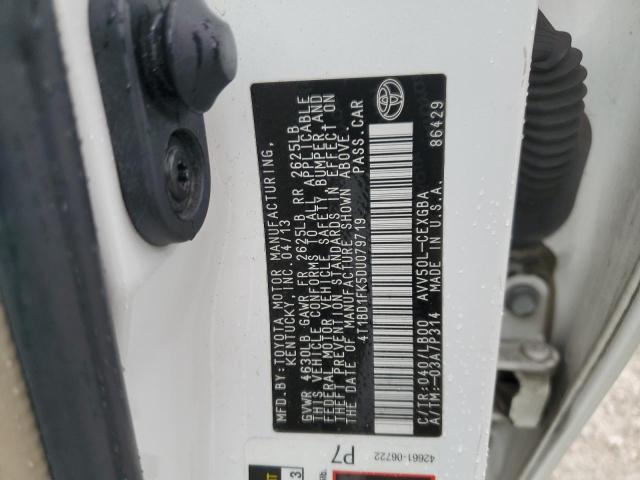 MFD. BY: TOYOTA MOTOR MANUFACTURING,
KENTUCKY, INC. 04/13
GVWR 4630LB GAWR FR 2625LB RR 2625LB
THIS VEHICLE CONFORMS TO ALL APPLICABLE
FEDERAL MOTOR VEHICLE SAFETY, BUMPER, AND
THEFT PREVENTION STANDARDS IN EFFECT ON
THE DATE OF MANUFACTURE SHOWN ABOVE.
4T1BD1FK5DU079719 PASS. CAR
C/TR: 040/LB00 AVV50L-CEXGBA
A/TM: -03A/P314 M A D E I N U.S.A. 86429
42661-06722
P7
3